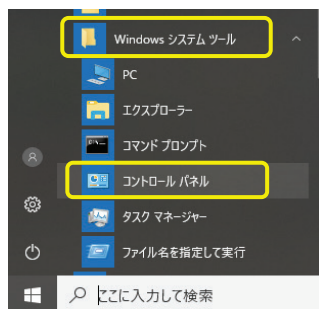 Windows システム ツール
PC
エクスプローラー
コマンド プロンプト
コントロール パネル
タスク マネージャー
ファイル名を指定して実行
ここに入力して検索